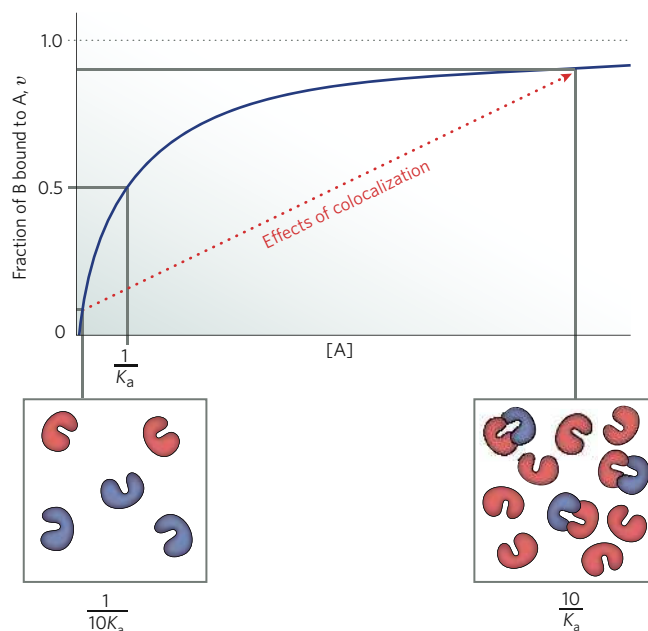 1.0
Fraction of B bound to A, v
0.5
Effects of colocalization
0
1
Ka
[A]
1
10Ka
10
Ka